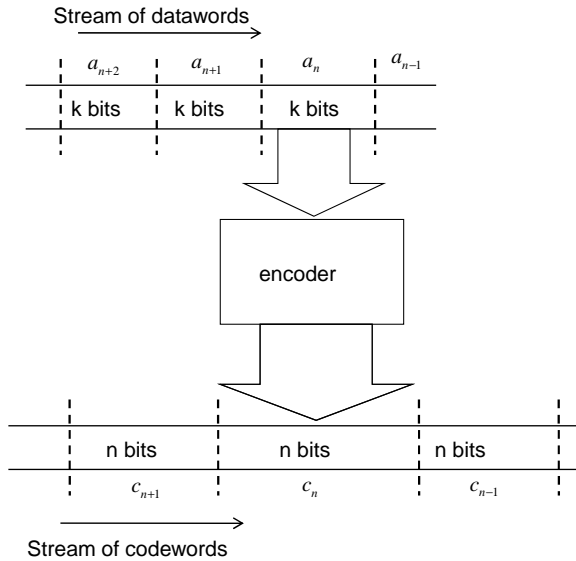 Stream of datawords
a_{n+2} a_{n+1} a_n a_{n-1}
k bits k bits k bits
encoder
n bits n bits n bits
c_{n+1} c_n c_{n-1}
Stream of codewords